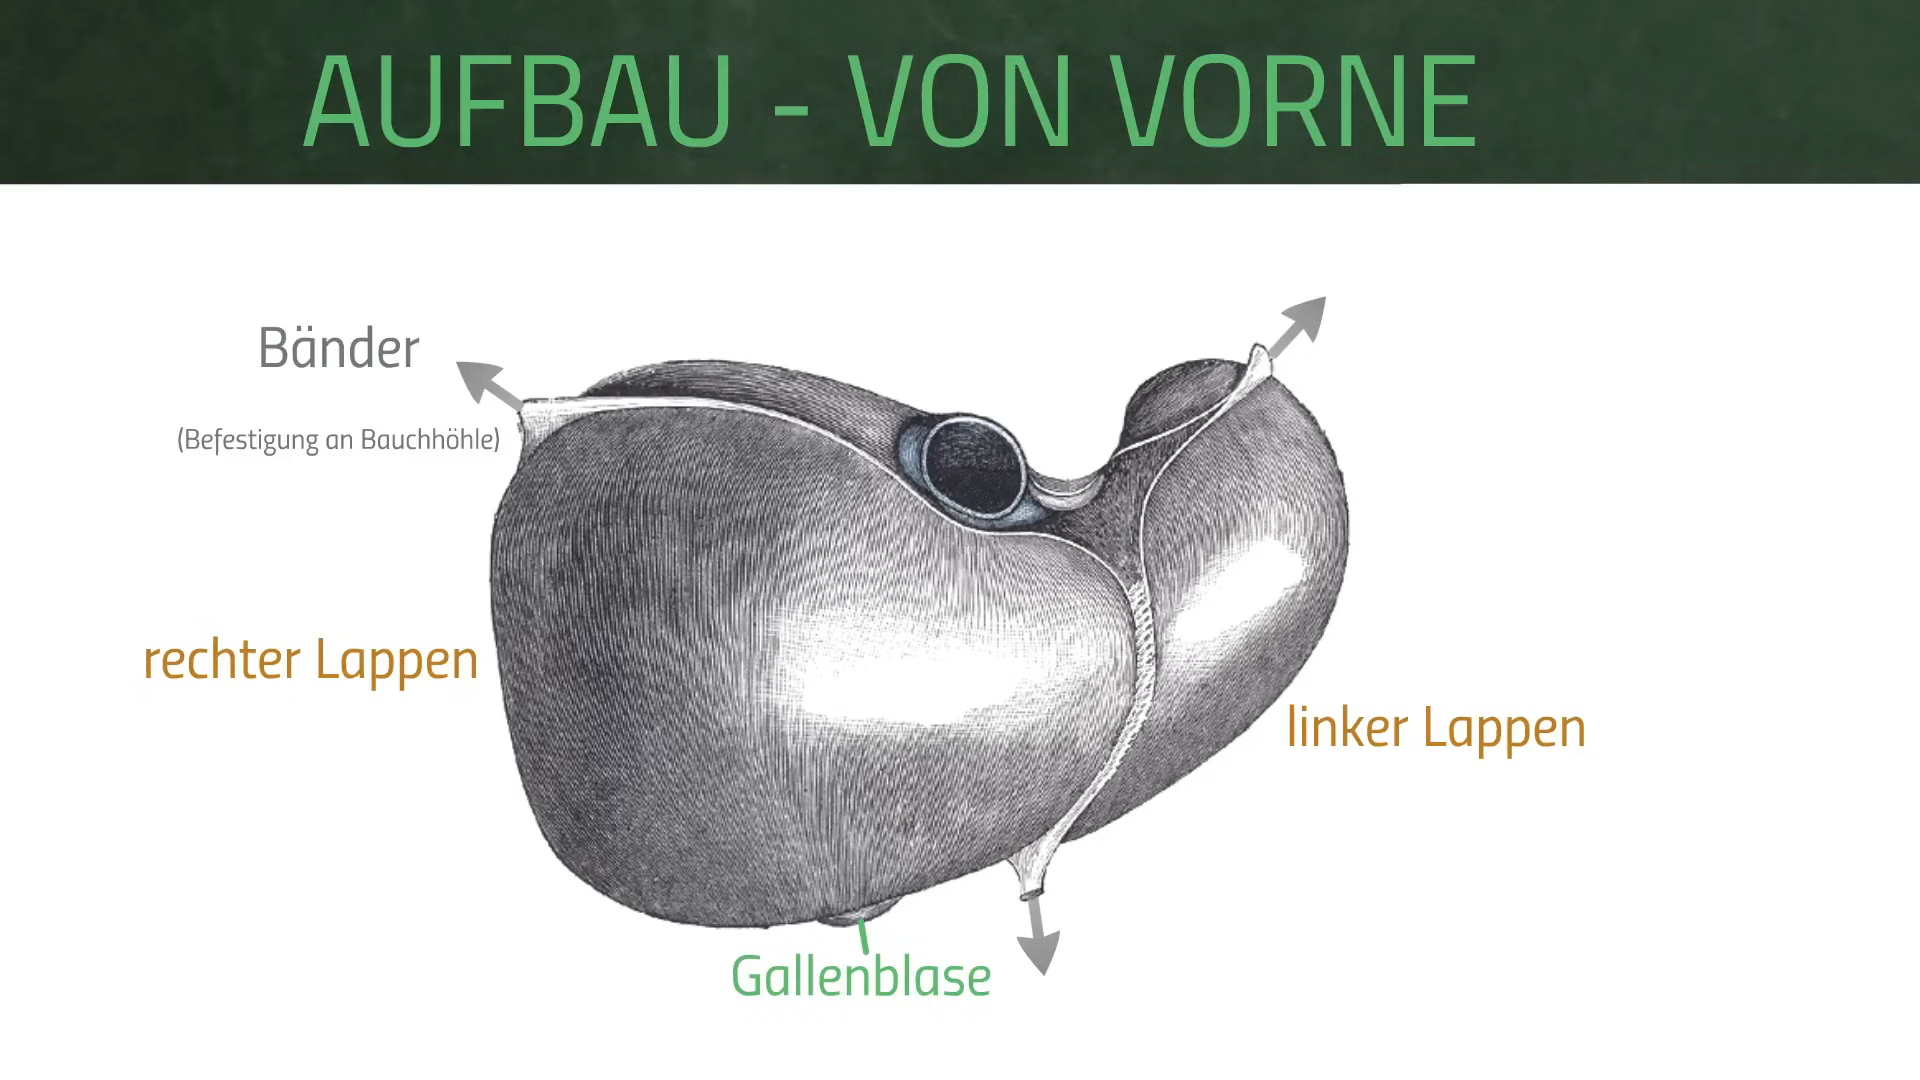 AUFBAU - VON VORNE
Bänder
(Befestigung an Bauchhöhle)
rechter Lappen
linker Lappen
Gallenblase